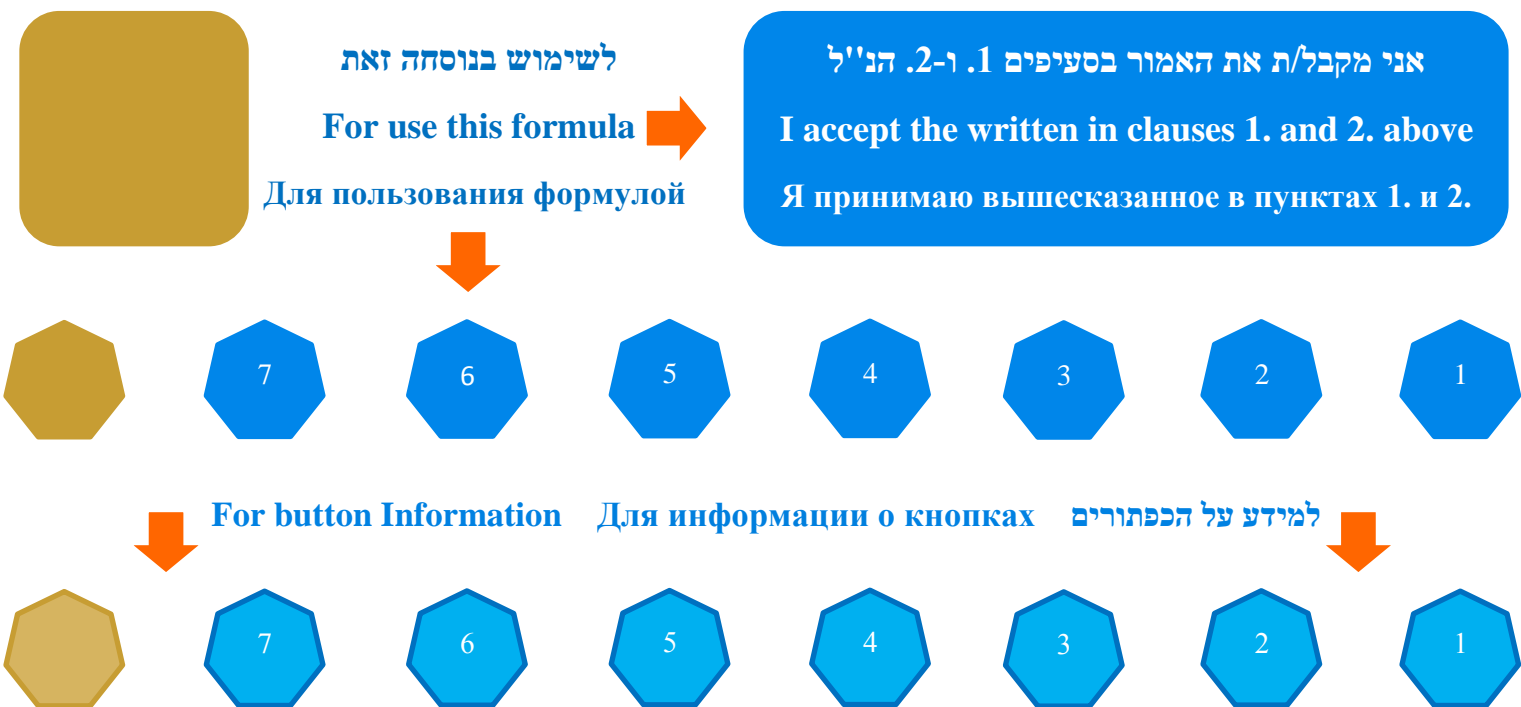 לשימוש בנוסחה זאת
For use this formula
Для пользования формулой
אני מקבל/ת את האמור בסעיפים 1. ו-2. הנ''ל
I accept the written in clauses 1. and 2. above
Я принимаю вышесказанное в пунктах 1. и 2.
7 6 5 4 3 2 1
For button Information Для информации о кнопках למידע על הכפתורים
7 6 5 4 3 2 1